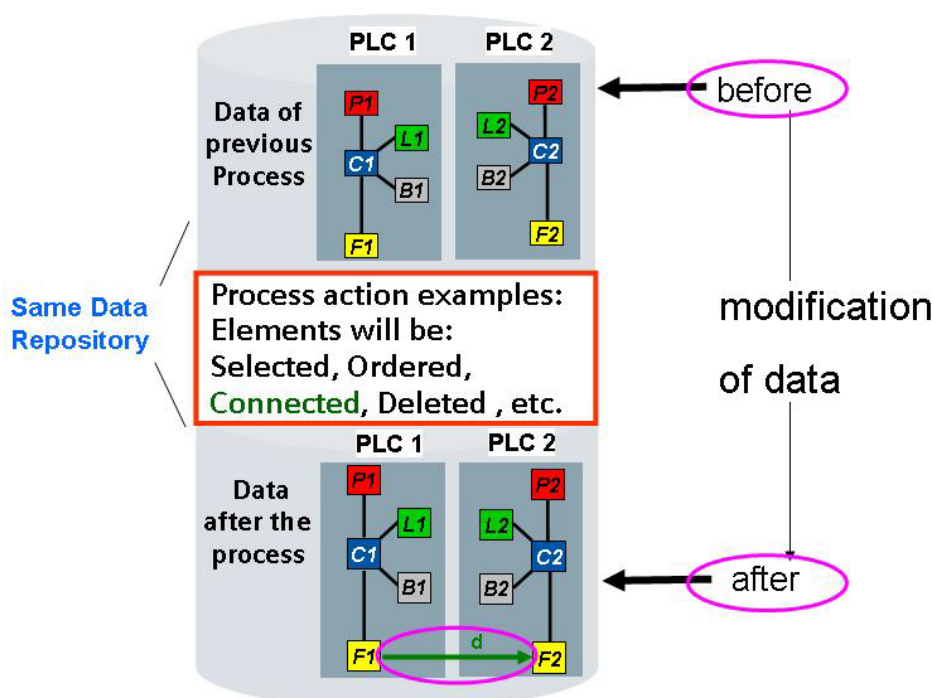 PLC 1
PLC 2
before
Data of
previous
Process
P1
L1
C1
B1
F1
P2
L2
C2
B2
F2
Same Data
Repository
Process action examples:
Elements will be:
Selected, Ordered,
Connected, Deleted , etc.
modification
of data
PLC 1
PLC 2
Data
after the
process
P1
L1
C1
B1
F1
P2
L2
C2
B2
F2
d
after